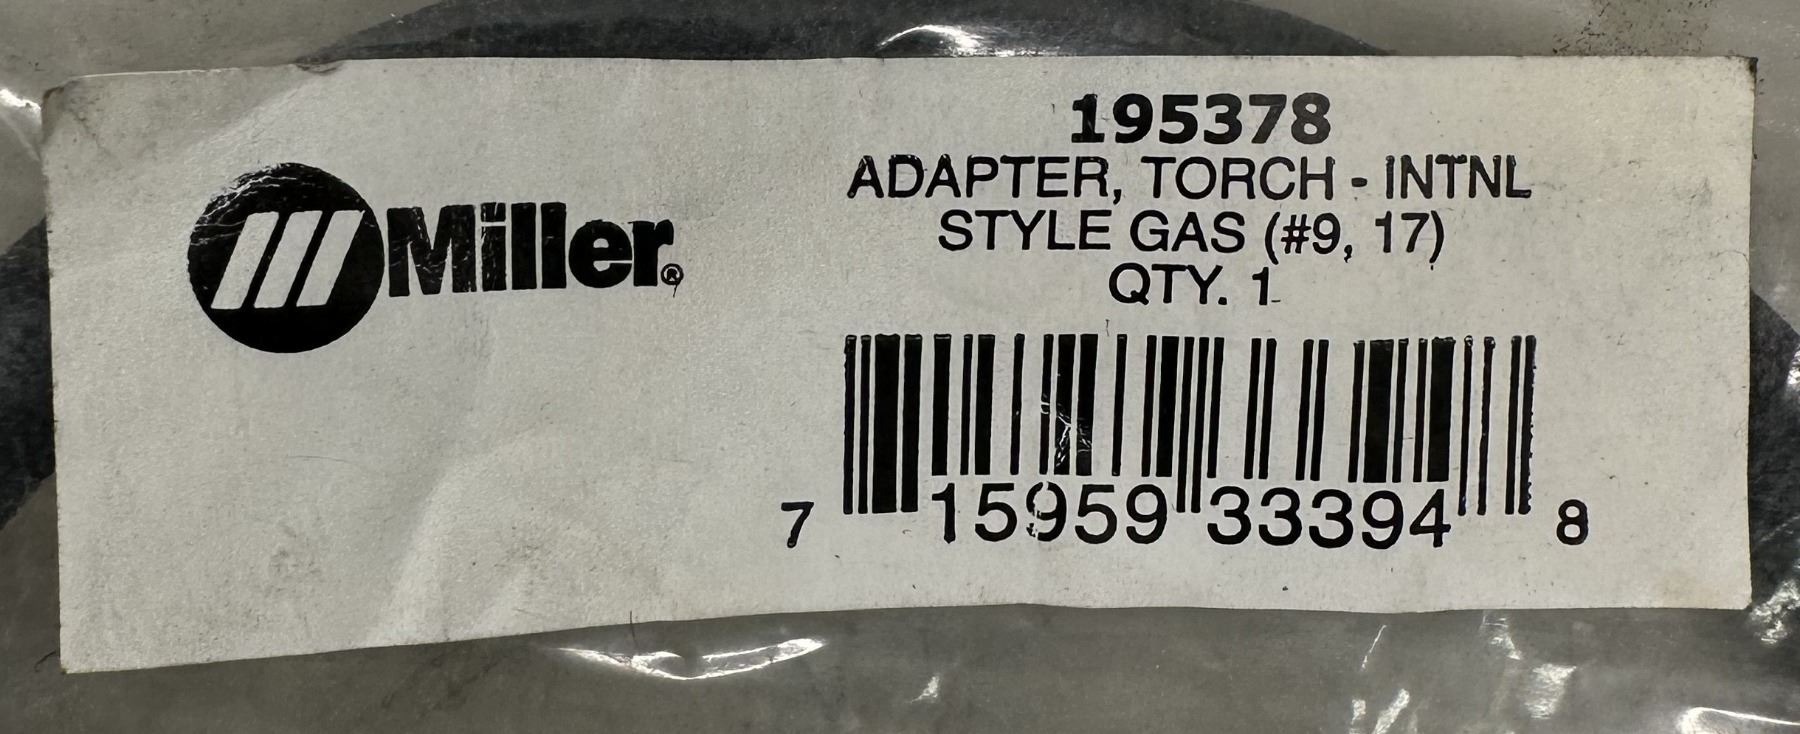 195378
ADAPTER, TORCH - INTNL
STYLE GAS (#9, 17)
QTY. 1
Miller®
7 15959 33394 8